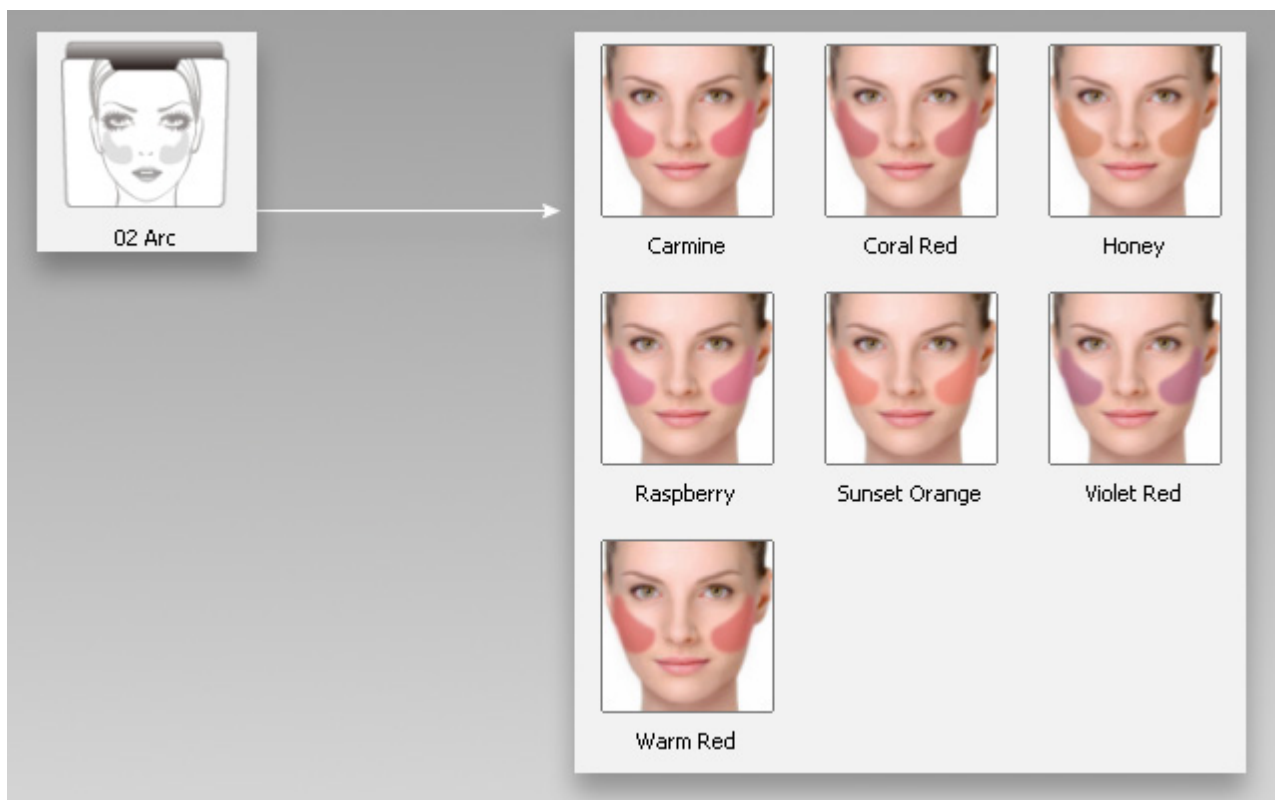 02 Arc
Carmine
Coral Red
Honey
Raspberry
Sunset Orange
Violet Red
Warm Red